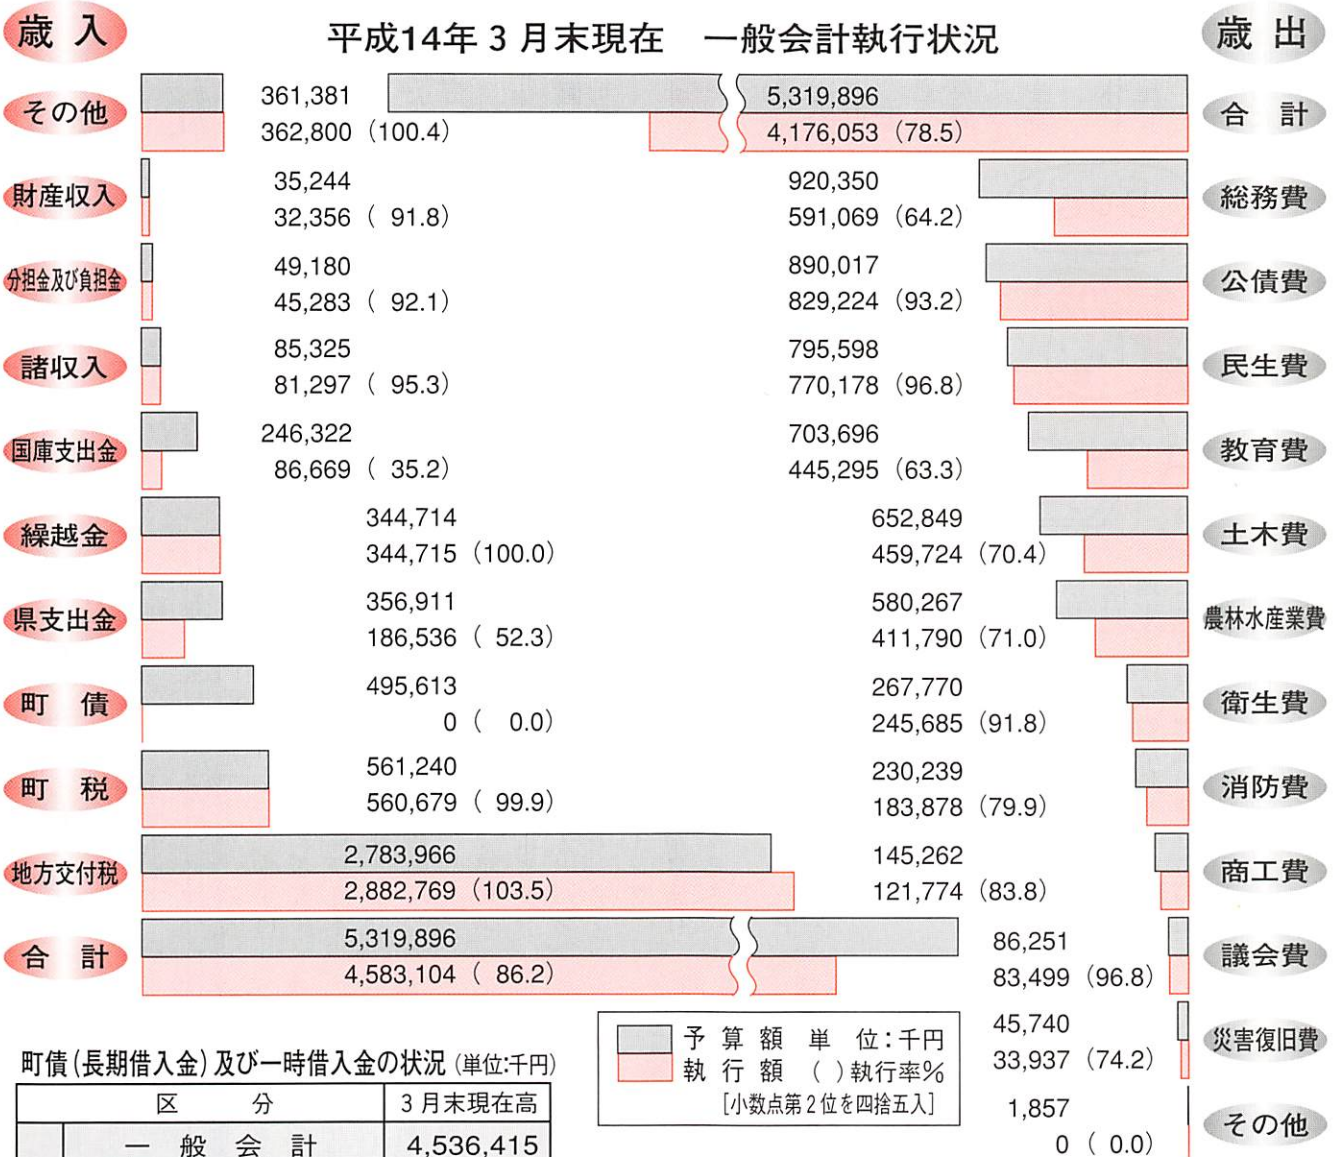 歳入
平成14年3月末現在　一般会計執行状況
歳出
その他
361,381
362,800 (100.4)
財産収入
35,244
32,356 ( 91.8)
分担金及び負担金
49,180
45,283 ( 92.1)
諸収入
85,325
81,297 ( 95.3)
国庫支出金
246,322
86,669 ( 35.2)
繰越金
344,714
344,715 (100.0)
県支出金
356,911
186,536 ( 52.3)
町債
495,613
0 ( 0.0)
町税
561,240
560,679 ( 99.9)
地方交付税
2,783,966
2,882,769 (103.5)
合計
5,319,896
4,583,104 ( 86.2)
5,319,896
4,176,053 (78.5)
合計
920,350
591,069 (64.2)
総務費
890,017
829,224 (93.2)
公債費
795,598
770,178 (96.8)
民生費
703,696
445,295 (63.3)
教育費
652,849
459,724 (70.4)
土木費
580,267
411,790 (71.0)
農林水産業費
267,770
245,685 (91.8)
衛生費
230,239
183,878 (79.9)
消防費
145,262
121,774 (83.8)
商工費
86,251
83,499 (96.8)
議会費
45,740
33,937 (74.2)
災害復旧費
1,857
0 ( 0.0)
その他
予算額　単　位:千円
執行額　( )執行率%
[小数点第2位を四捨五入]
町債(長期借入金)及び一時借入金の状況(単位:千円)
区分　3月末現在高
一般会計　4,536,415